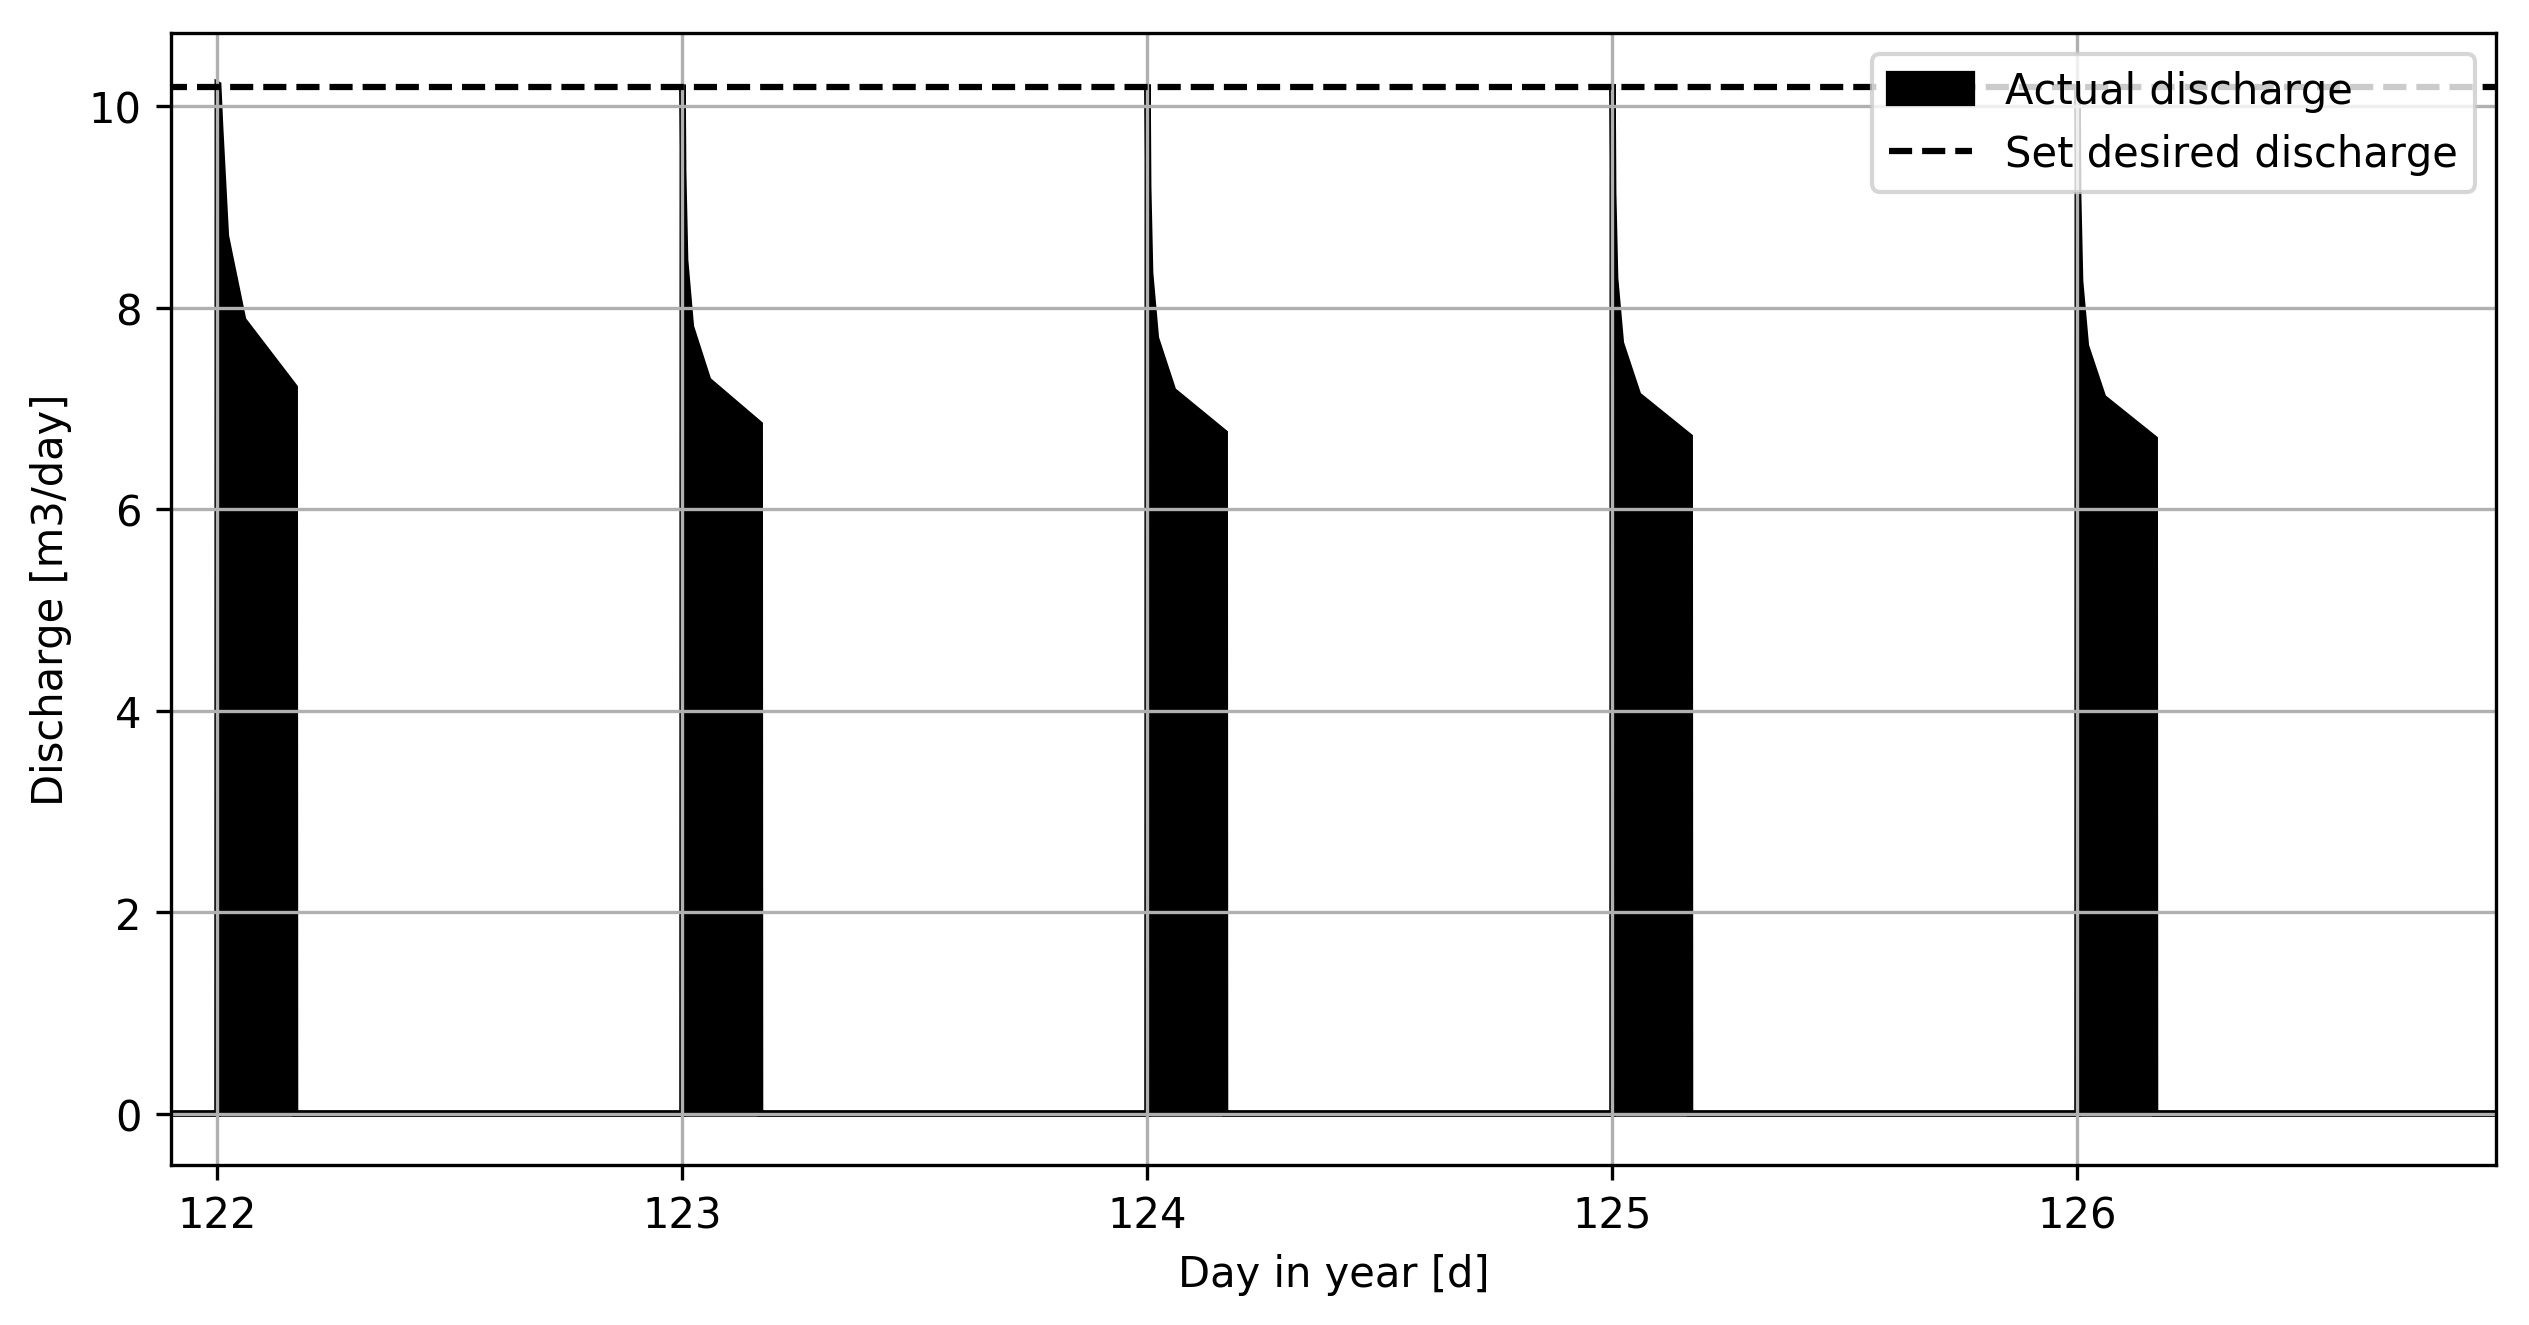 Actual discharge
Set desired discharge
Discharge [m3/day]
10
8
6
4
2
0
122 123 124 125 126
Day in year [d]